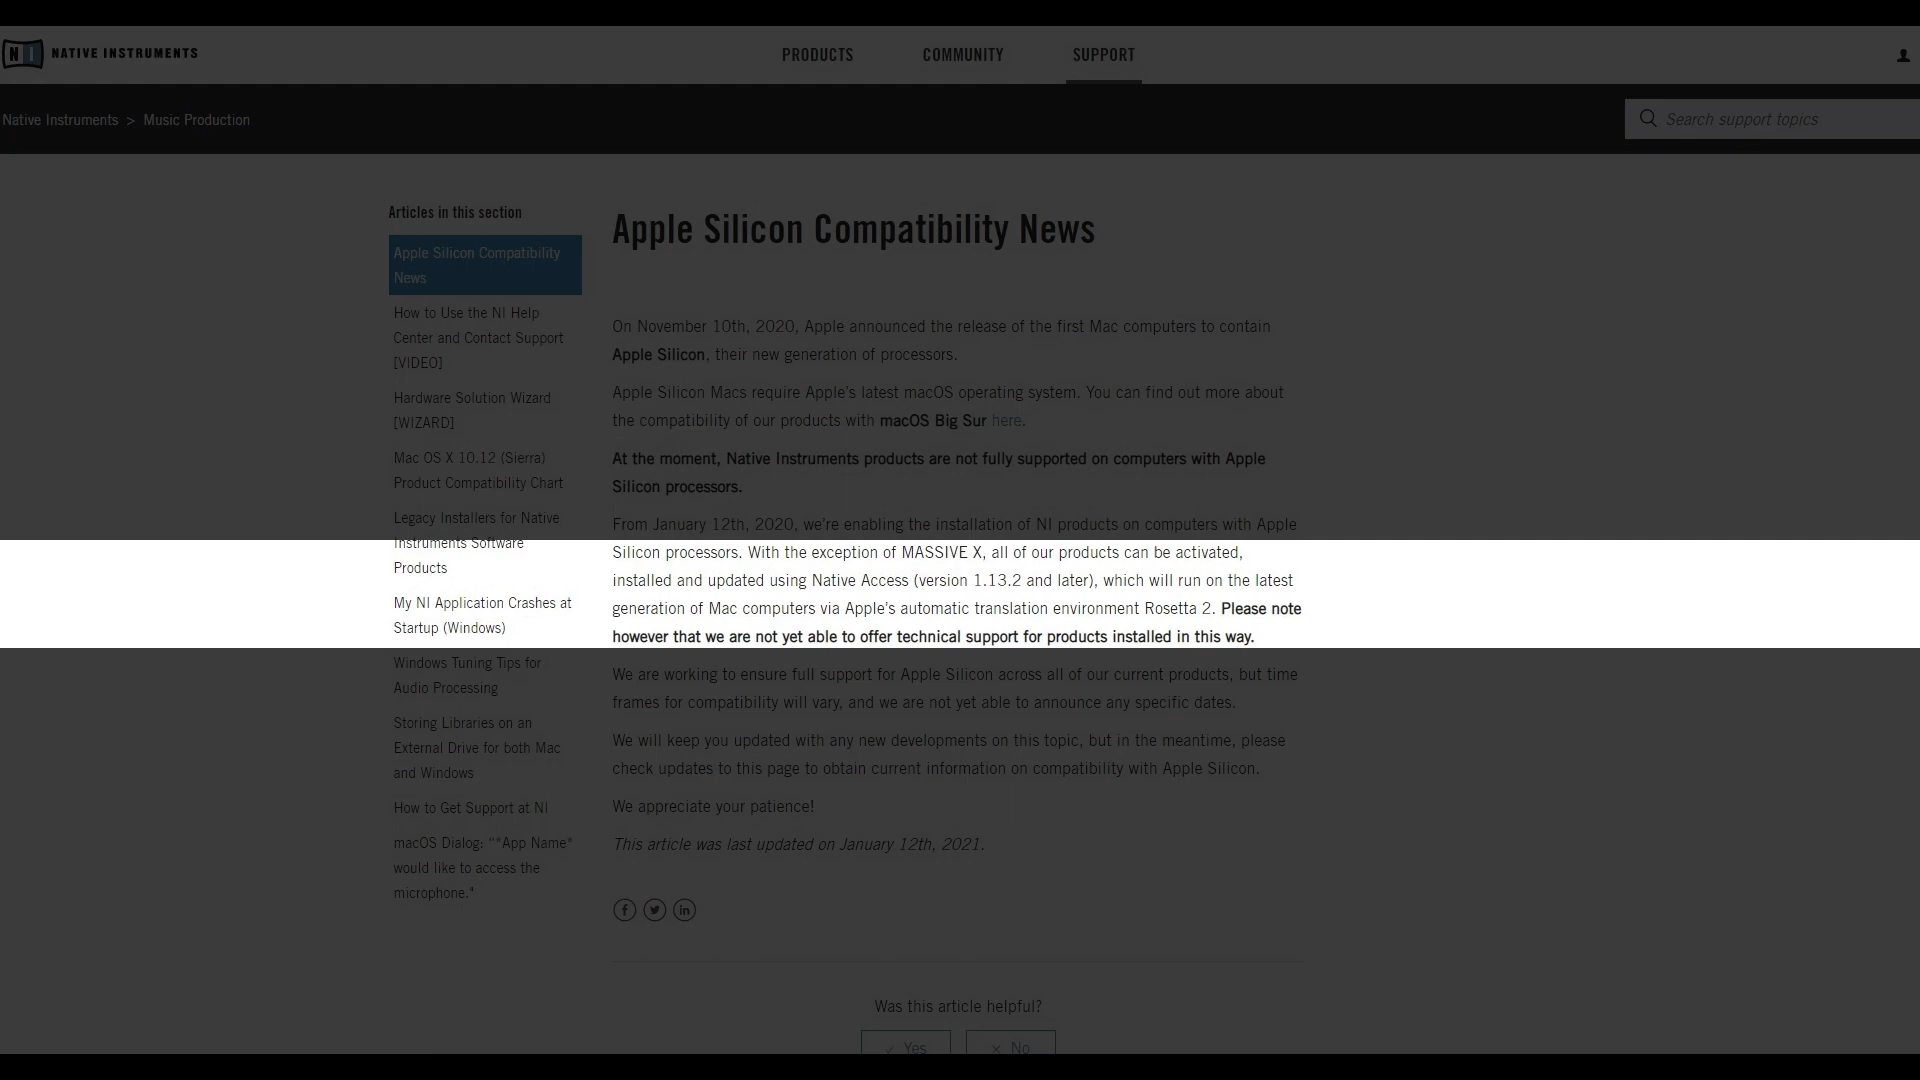 NI NATIVE INSTRUMENTS
PRODUCTS
COMMUNITY
SUPPORT
Native Instruments > Music Production
Search support topics
Articles in this section
Apple Silicon Compatibility
News
How to Use the NI Help
Center and Contact Support
[VIDEO]
Hardware Solution Wizard
[WIZARD]
Mac OS X 10.12 (Sierra)
Product Compatibility Chart
Legacy Installers for Native
Instruments Software
Products
My NI Application Crashes at
Startup (Windows)
Windows Tuning Tips for
Audio Processing
Storing Libraries on an
External Drive for both Mac
and Windows
How to Get Support at NI
macOS Dialog: "*App Name*
would like to access the
microphone."
Apple Silicon Compatibility News
On November 10th, 2020, Apple announced the release of the first Mac computers to contain
Apple Silicon, their new generation of processors.
Apple Silicon Macs require Apple's latest macOS operating system. You can find out more about
the compatibility of our products with macOS Big Sur here.
At the moment, Native Instruments products are not fully supported on computers with Apple
Silicon processors.
From January 12th, 2020, we're enabling the installation of NI products on computers with Apple
Silicon processors. With the exception of MASSIVE X, all of our products can be activated,
installed and updated using Native Access (version 1.13.2 and later), which will run on the latest
generation of Mac computers via Apple's automatic translation environment Rosetta 2. Please note
however that we are not yet able to offer technical support for products installed in this way.
We are working to ensure full support for Apple Silicon across all of our current products, but time
frames for compatibility will vary, and we are not yet able to announce any specific dates.
We will keep you updated with any new developments on this topic, but in the meantime, please
check updates to this page to obtain current information on compatibility with Apple Silicon.
We appreciate your patience!
This article was last updated on January 12th, 2021.
Was this article helpful?
Yes
No